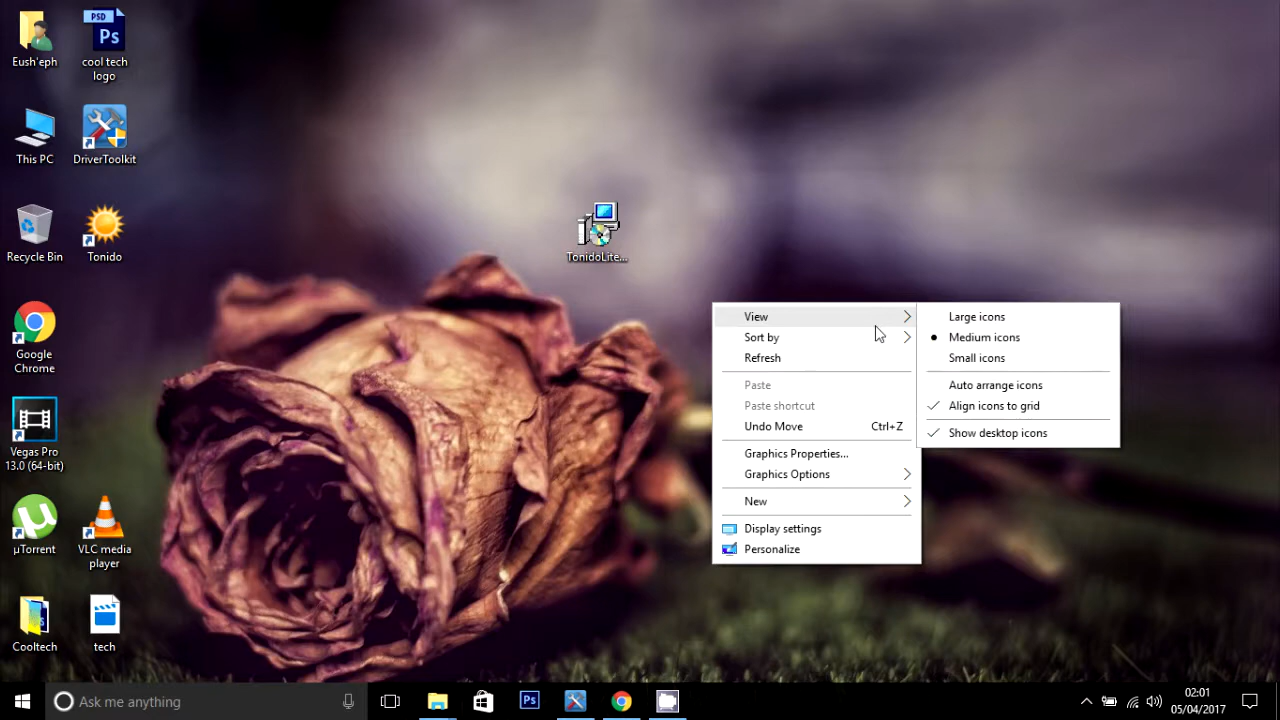 Eush'eph
PSD
Ps
cool tech
logo
This PC
DriverToolkit
Recycle Bin
Tonido
TonidoLite...
Google
Chrome
Vegas Pro
13.0 (64-bit)
µTorrent
VLC media
player
Cooltech
tech
View
Sort by
Refresh
Paste
Paste shortcut
Undo Move Ctrl+Z
Graphics Properties...
Graphics Options
New
Display settings
Personalize
Large icons
Medium icons
Small icons
Auto arrange icons
Align icons to grid
Show desktop icons
Ask me anything
Ps
02:01
05/04/2017